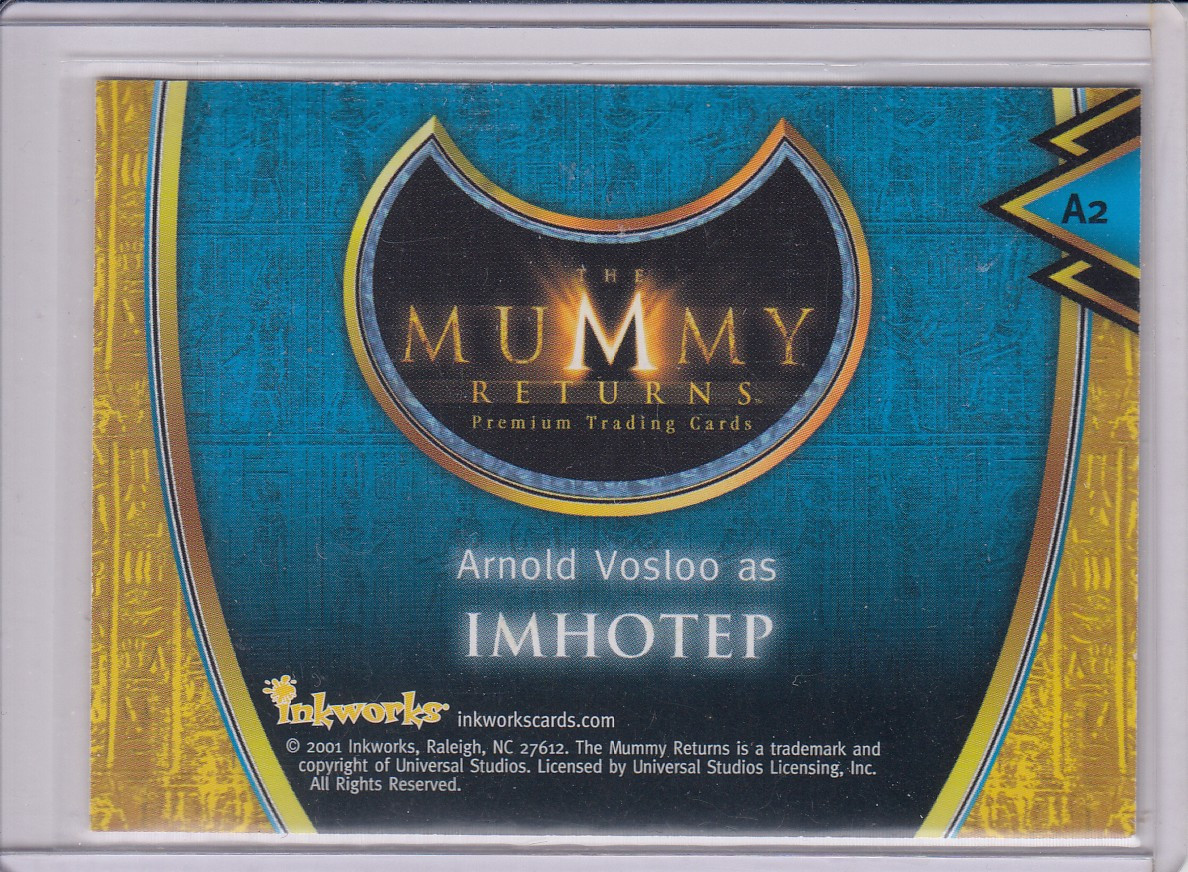 A2
THE
MUMMY
RETURNS™
Premium Trading Cards
Arnold Vosloo as
IMHOTEP
inkworks® inkworkscards.com
© 2001 Inkworks, Raleigh, NC 27612. The Mummy Returns is a trademark and
copyright of Universal Studios. Licensed by Universal Studios Licensing, Inc.
All Rights Reserved.